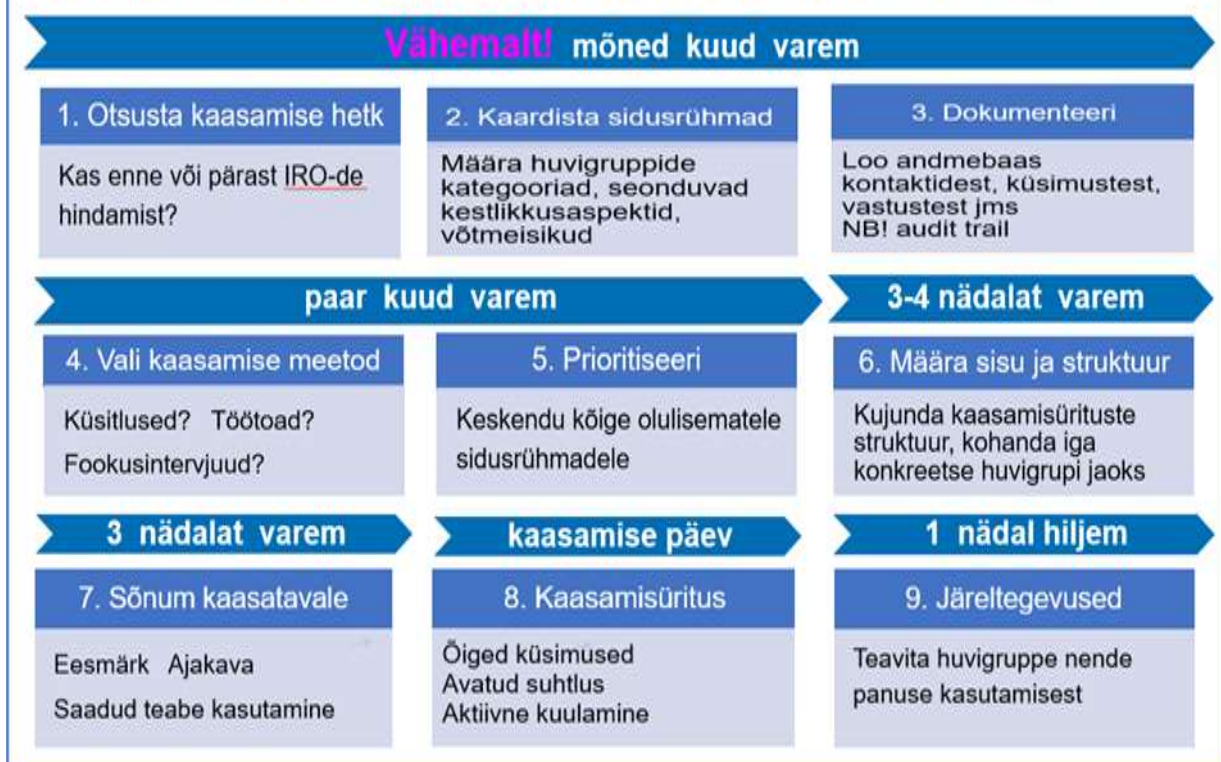 Vähemalt! mõned kuud varem
1. Otsusta kaasamise hetk
Kas enne või pärast IRO-de
hindamist?
2. Kaardista sidusrühmad
Määra huvigruppide
kategooriad, seonduvad
kestlikkusaspektid,
võtmeisikud
3. Dokumenteeri
Loo andmebaas
kontaktidest, küsimustest,
vastustest jms
NB! audit trail
paar kuud varem
3-4 nädalat varem
4. Vali kaasamise meetod
Küsitlused? Töötoad?
Fookusintervjuud?
5. Prioritiseeri
Keskendu kõige olulisematele
sidusrühmadele
6. Määra sisu ja struktuur
Kujunda kaasamisürituste
struktuur, kohanda iga
konkreetse huvigrupi jaoks
3 nädalat varem
kaasamise päev
1 nädal hiljem
7. Sõnum kaasatavale
Eesmärk Ajakava
Saadud teabe kasutamine
8. Kaasamisüritus
Õiged küsimused
Avatud suhtlus
Aktiivne kuulamine
9. Järeltegevused
Teavita huvigruppe nende
panuse kasutamisest